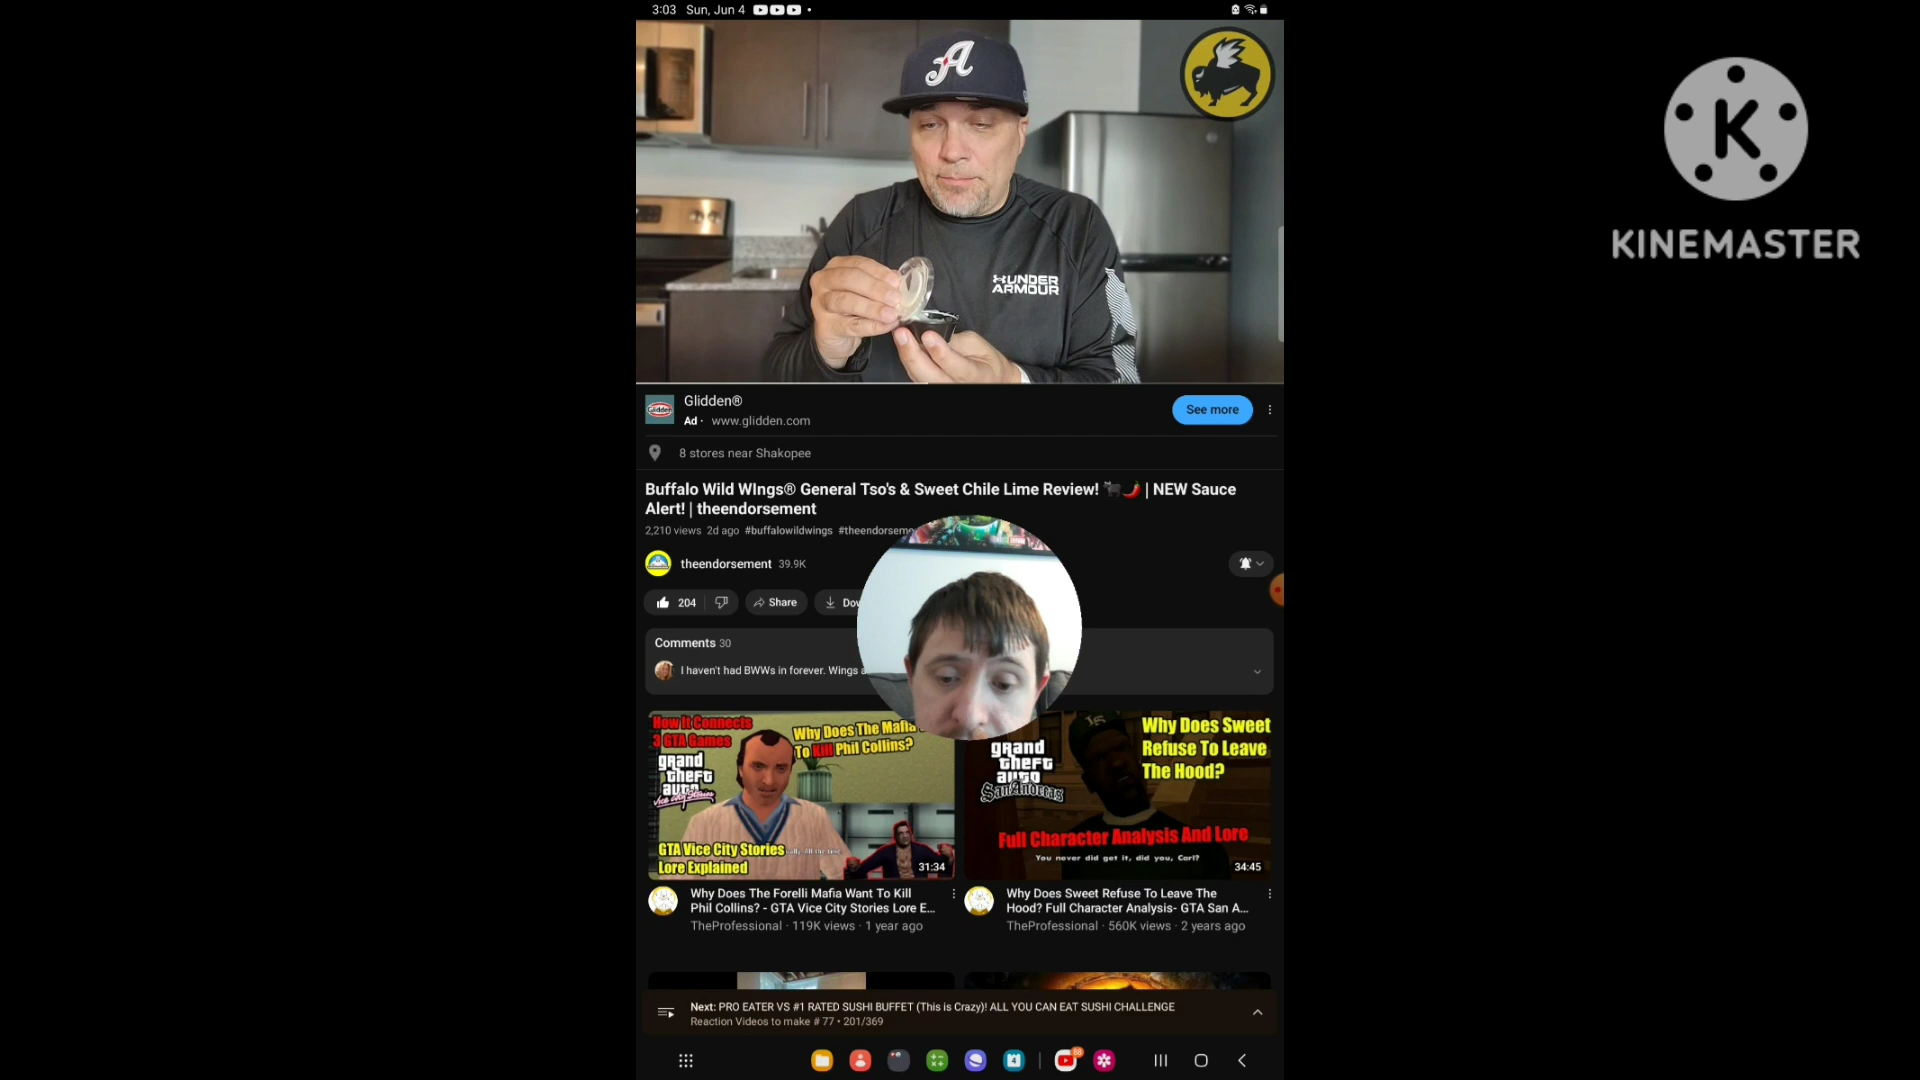 3:03 Sun, Jun 4
A
UNDER
ARMOUR
K
KINEMASTER
Glidden®
Glidden
Ad · www.glidden.com
See more
8 stores near Shakopee
Buffalo Wild WIngs® General Tso's & Sweet Chile Lime Review! 🐃🌶️ | NEW Sauce
Alert! | theendorsement
2,210 views 2d ago #buffalowildwings #theendorseme
theendorsement 39.9K
204
Share
Comments 30
I haven't had BWWs in forever. Wings
How It Connects
3 GTA Games
Why Does The Mafia
To Kill Phil Collins?
grand
theft
auto
Vice City Stories
GTA Vice City Stories
Lore Explained
31:34
Why Does Sweet
Refuse To Leave
The Hood?
grand
theft
auto
San Andreas
Full Character Analysis And Lore
You never did get it, did you, Carl?
34:45
Why Does The Forelli Mafia Want To Kill
Phil Collins? - GTA Vice City Stories Lore E...
TheProfessional · 119K views · 1 year ago
Why Does Sweet Refuse To Leave The
Hood? Full Character Analysis- GTA San A...
TheProfessional · 560K views · 2 years ago
Next: PRO EATER VS #1 RATED SUSHI BUFFET (This is Crazy)! ALL YOU CAN EAT SUSHI CHALLENGE
Reaction Videos to make # 77 • 201/369
4